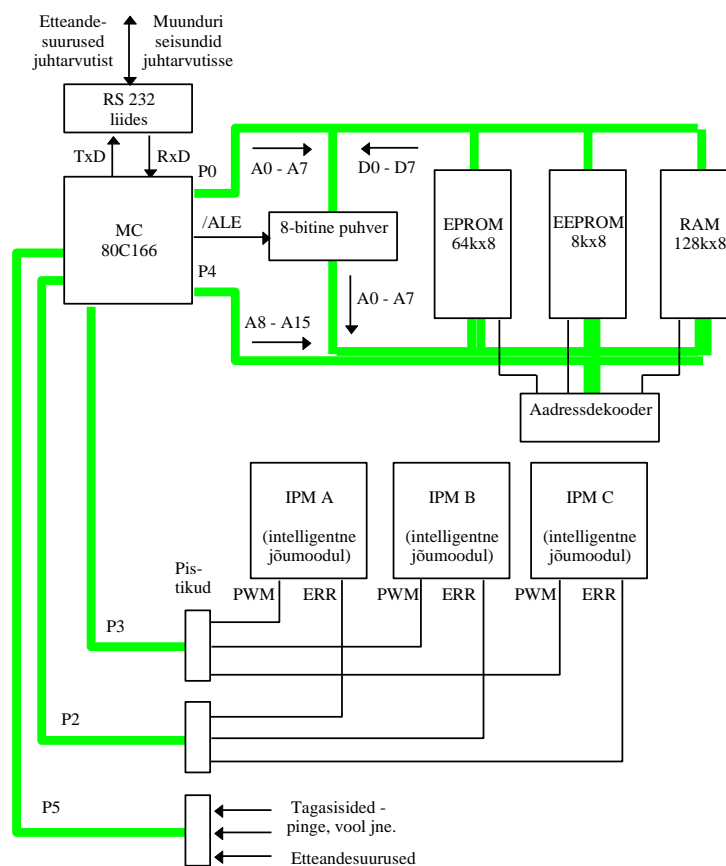 Etteande-
suurused
juhtarvutist
Muunduri
seisundid
juhtarvutisse
RS 232
liides
TxD
RxD
P0
A0 - A7
D0 - D7
MC
80C166
/ALE
8-bitine puhver
EPROM
64kx8
EEPROM
8kx8
RAM
128kx8
P4
A0 - A7
A8 - A15
Aadressdekooder
IPM A
(intelligentne
jõumoodul)
IPM B
(intelligentne
jõumoodul)
IPM C
(intelligentne
jõumoodul)
Pis-
tikud
PWM
ERR
PWM
ERR
PWM
ERR
P3
P2
P5
Tagasisided -
pinge, vool jne.
Etteandesuurused